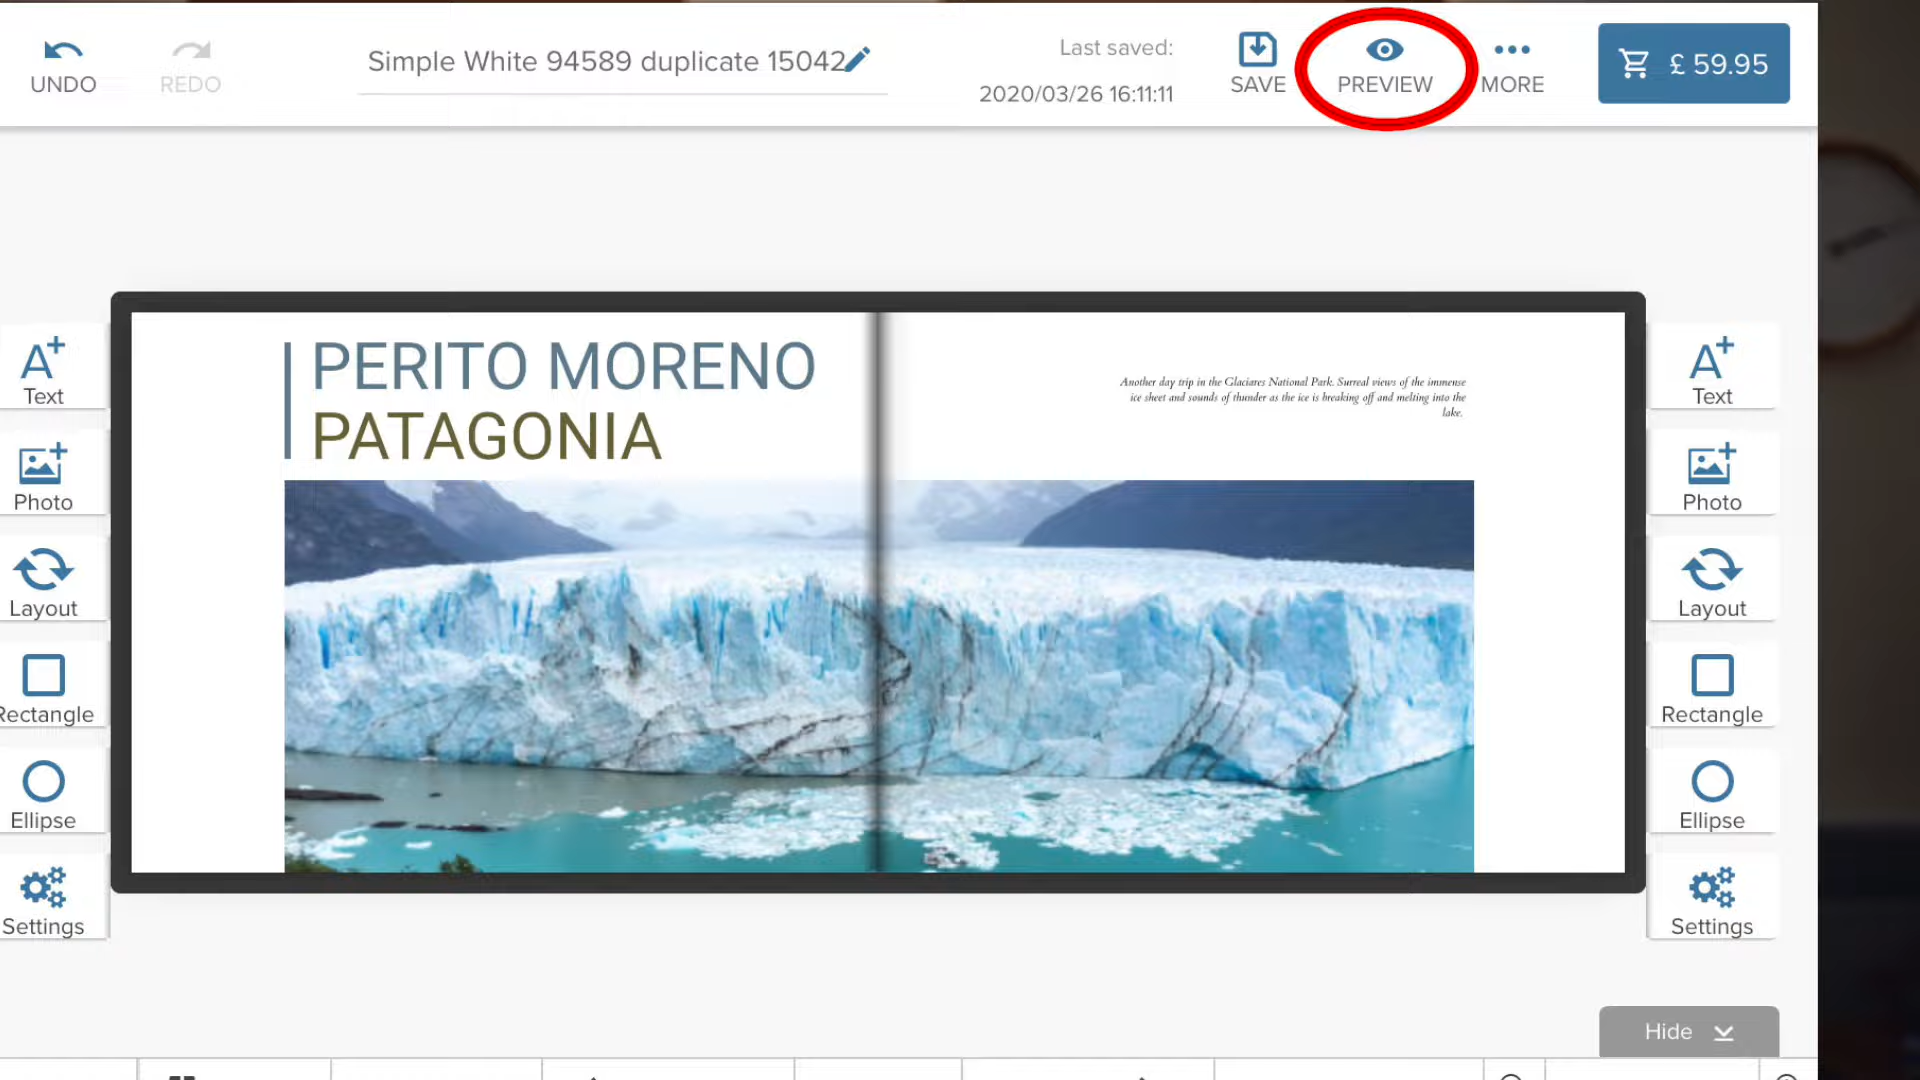 UNDO
REDO
Simple White 94589 duplicate 15042
Last saved:
2020/03/26 16:11:11
SAVE
PREVIEW
MORE
£ 59.95
Text
Photo
Layout
Rectangle
Ellipse
Settings
PERITO MORENO
PATAGONIA
Another day trip in the Glaciares National Park. Surreal views of the immense
ice sheet and sounds of thunder as the ice is breaking off and melting into the
lake.
Text
Photo
Layout
Rectangle
Ellipse
Settings
Hide